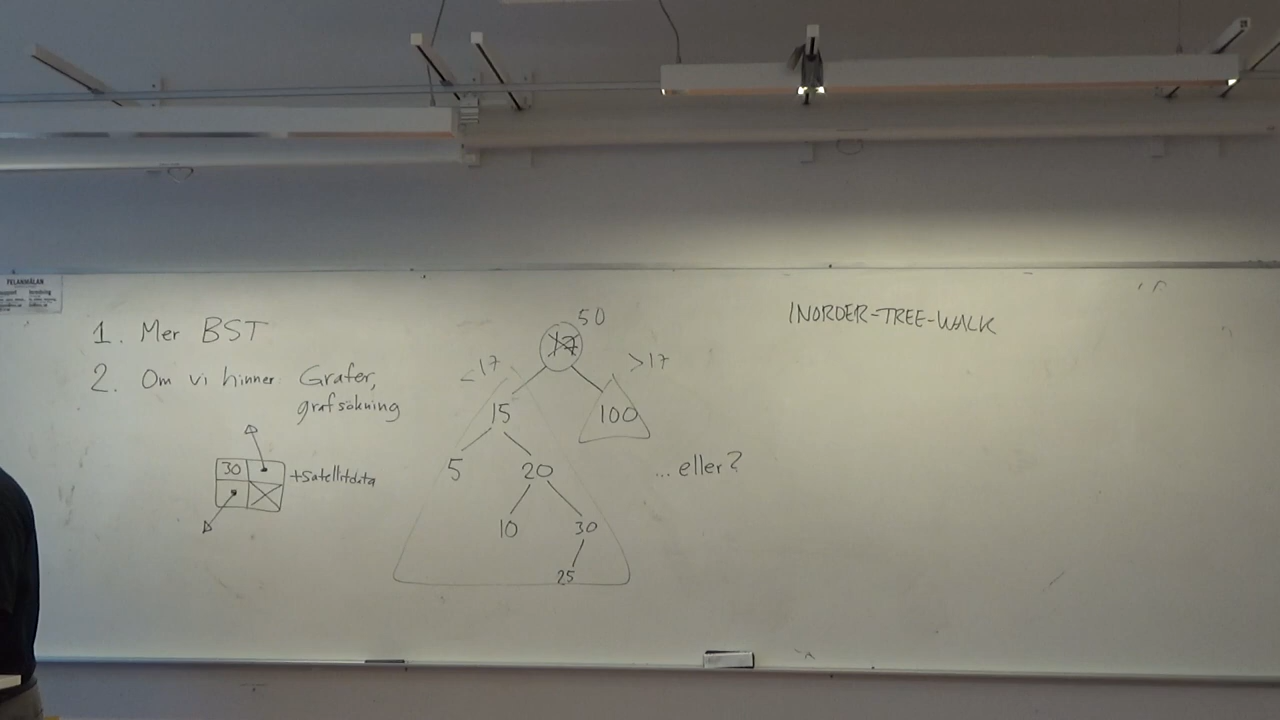 FELANMÄLAN
1. Mer BST
2. Om vi hinner: Grafer,
grafsökning
30 +satellitdata
50
17
<17 >17
15 100
5 20
10 30
25
...eller?
INORDER-TREE-WALK